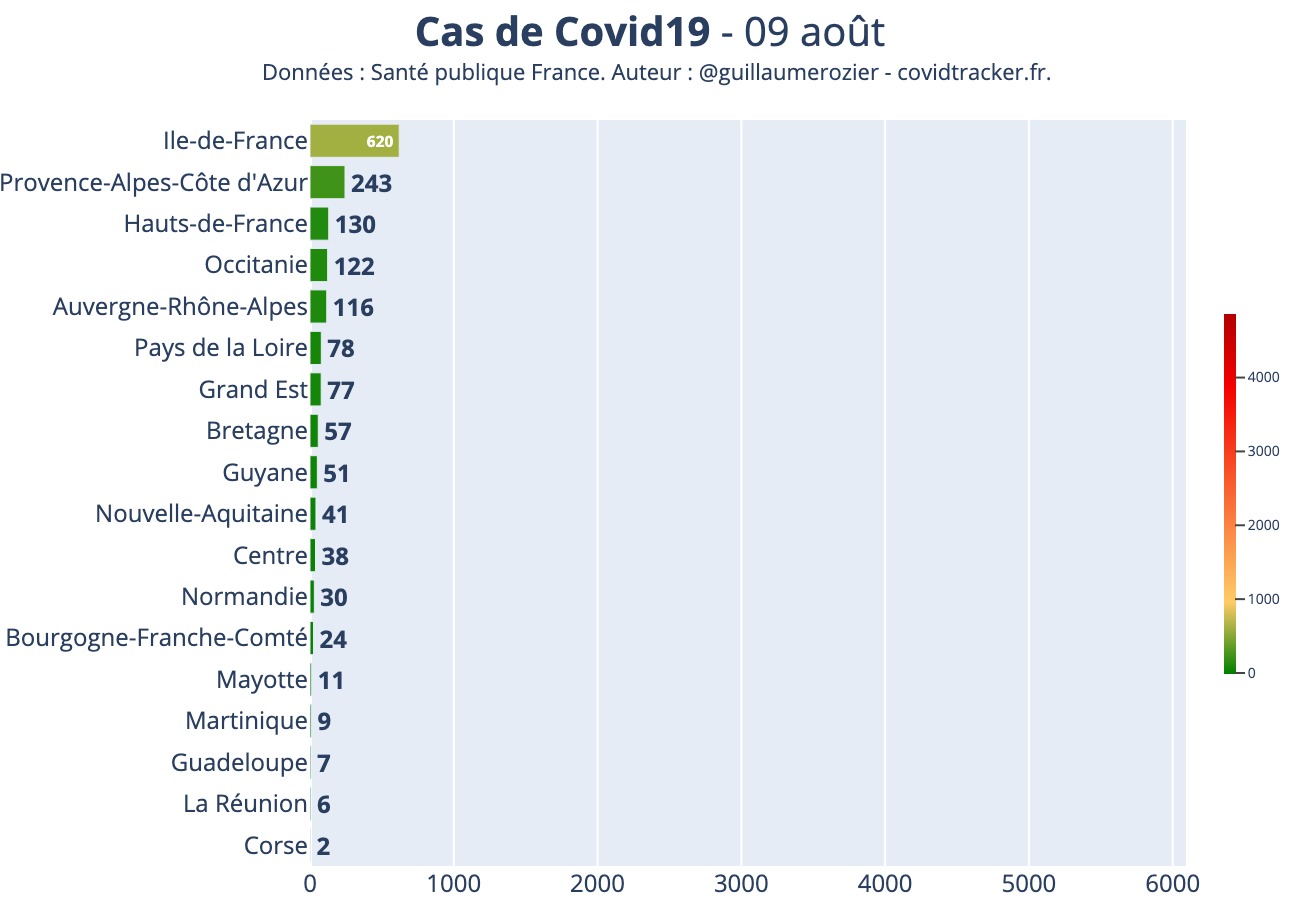 Cas de Covid19 - 09 août
Données : Santé publique France. Auteur : @guillaumerozier - covidtracker.fr.
Ile-de-France 620
Provence-Alpes-Côte d'Azur 243
Hauts-de-France 130
Occitanie 122
Auvergne-Rhône-Alpes 116
Pays de la Loire 78
Grand Est 77
Bretagne 57
Guyane 51
Nouvelle-Aquitaine 41
Centre 38
Normandie 30
Bourgogne-Franche-Comté 24
Mayotte 11
Martinique 9
Guadeloupe 7
La Réunion 6
Corse 2
0 1000 2000 3000 4000 5000 6000
4000
3000
2000
1000
0